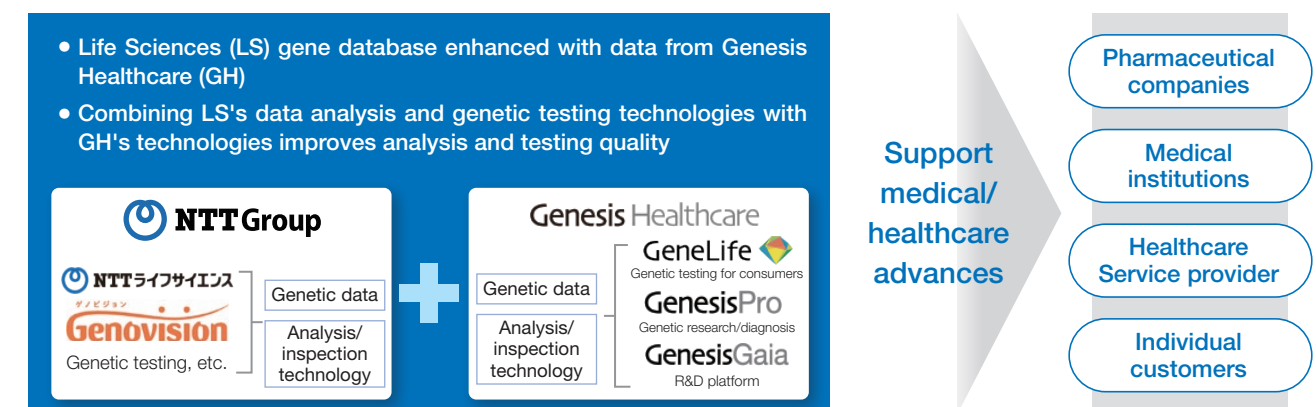 ● Life Sciences (LS) gene database enhanced with data from Genesis
Healthcare (GH)
● Combining LS's data analysis and genetic testing technologies with
GH's technologies improves analysis and testing quality
NTT Group
NTTライフサイエンス
ゲノビジョン
Genovision
Genetic testing, etc.
Genetic data
Analysis/
inspection
technology
Genesis Healthcare
Genetic data
Analysis/
inspection
technology
GeneLife
Genetic testing for consumers
GenesisPro
Genetic research/diagnosis
GenesisGaia
R&D platform
Support
medical/
healthcare
advances
Pharmaceutical
companies
Medical
institutions
Healthcare
Service provider
Individual
customers